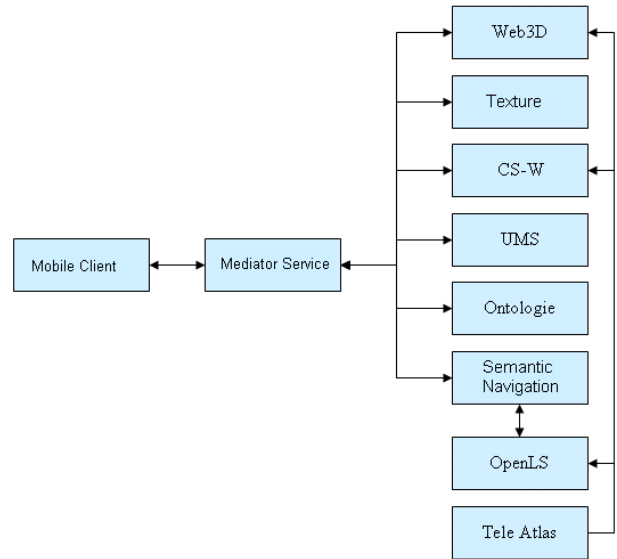 Web3D
Texture
CS-W
UMS
Mobile Client
Mediator Service
Ontologie
Semantic
Navigation
OpenLS
Tele Atlas